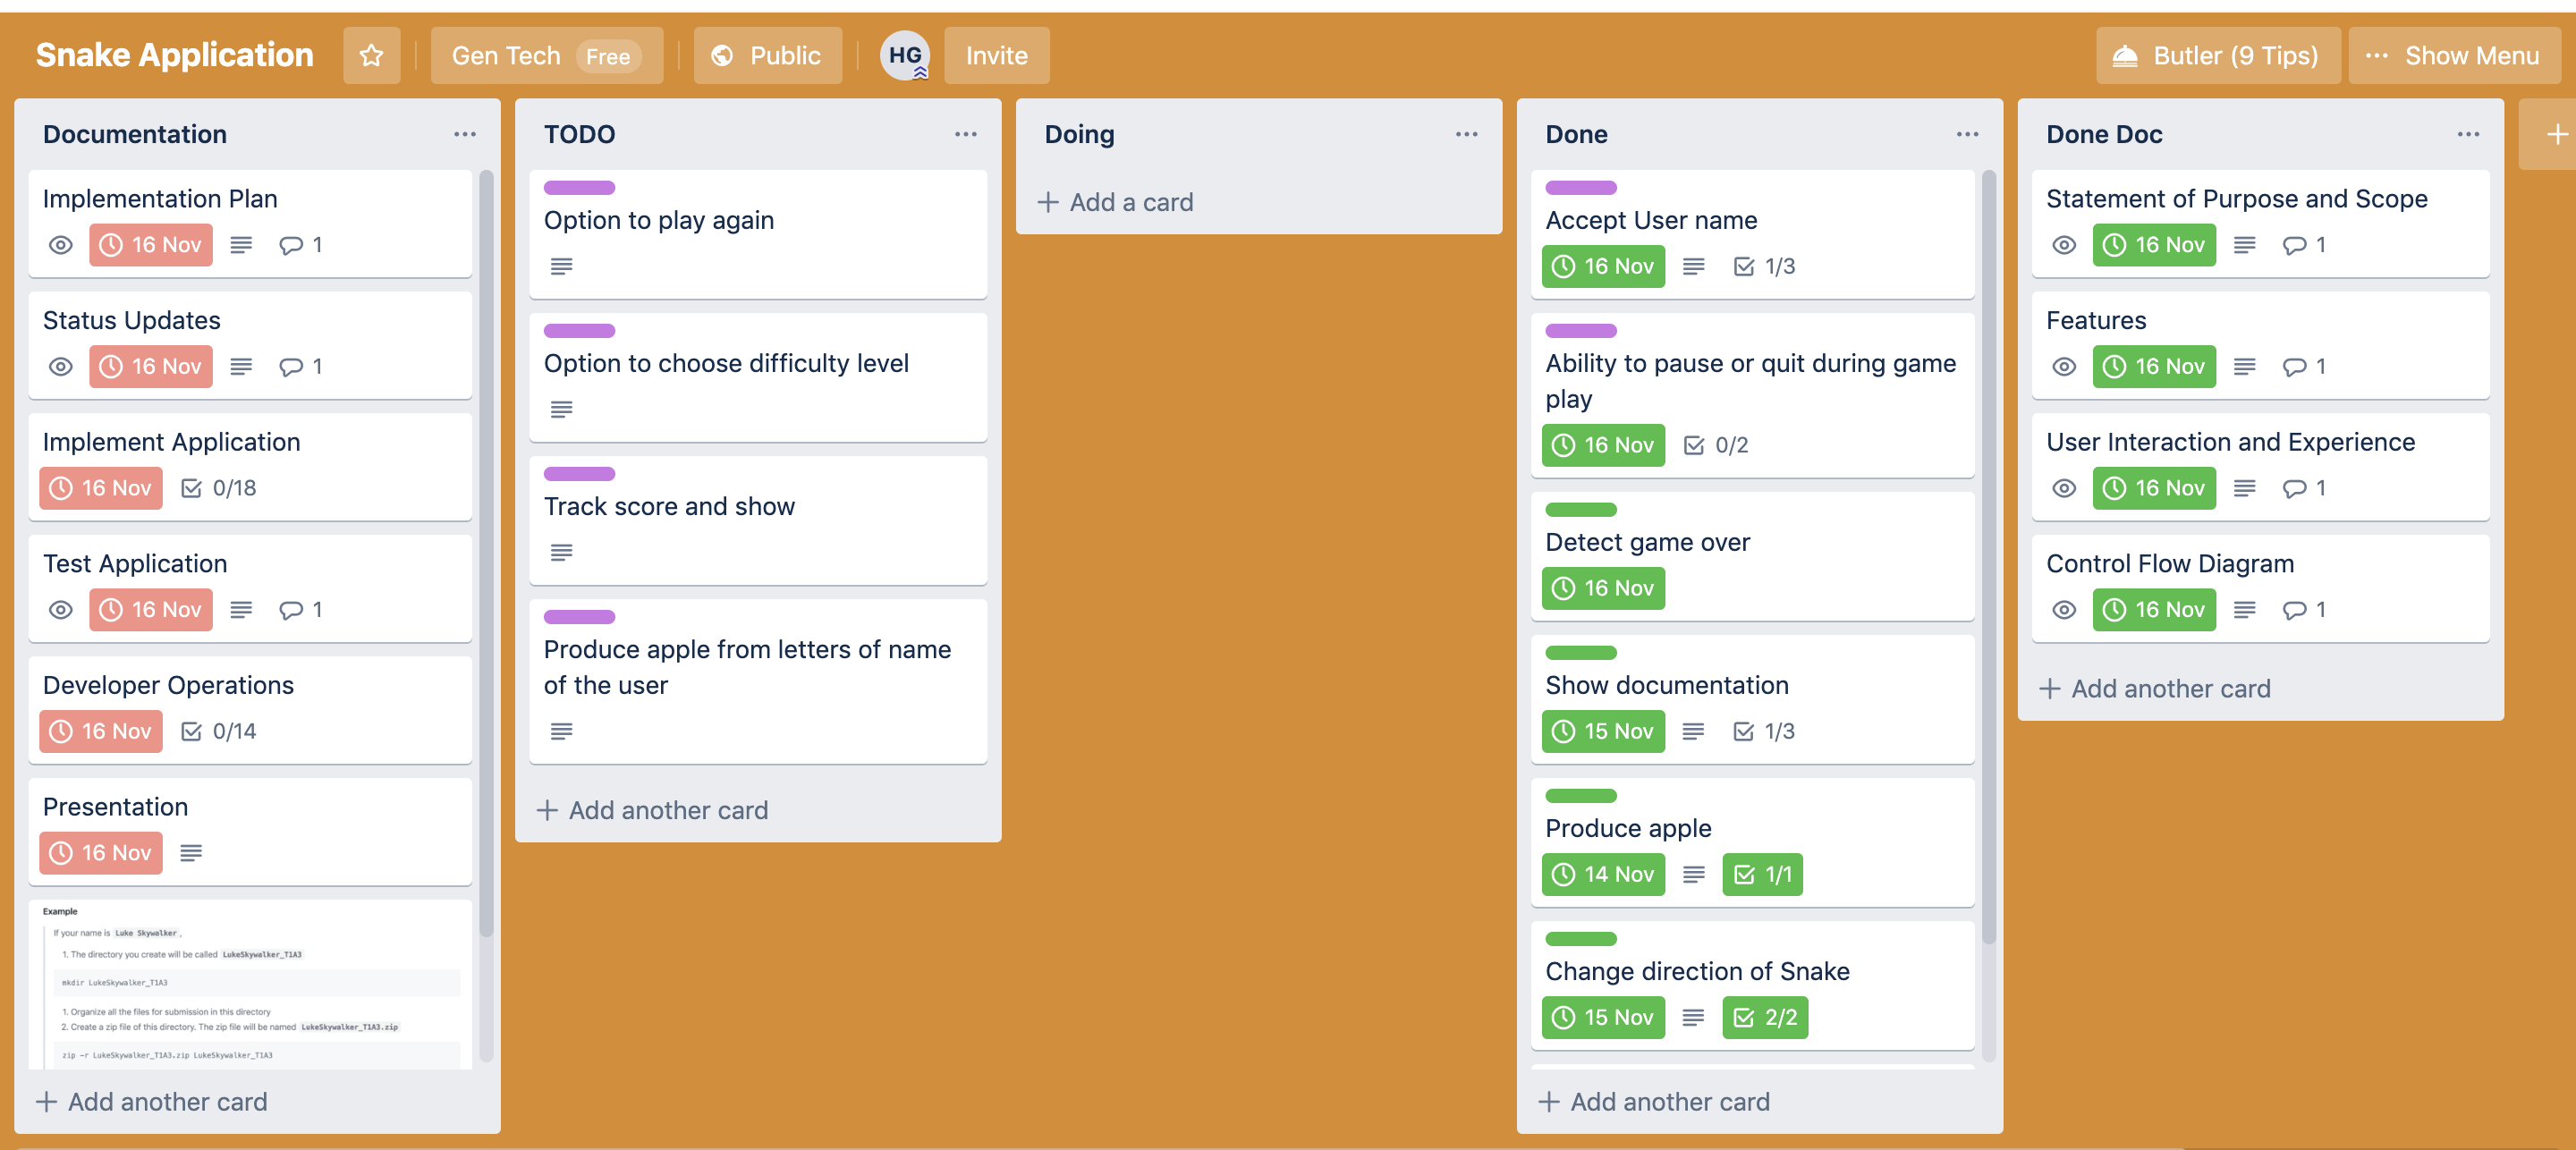 Snake Application
Gen Tech Free
Public
HG
Invite
Butler (9 Tips)
Show Menu
Documentation
Implementation Plan
16 Nov 1
Status Updates
16 Nov 1
Implement Application
16 Nov 0/18
Test Application
16 Nov 1
Developer Operations
16 Nov 0/14
Presentation
16 Nov
Example
If your name is Luke Skywalker ,
1. The directory you create will be called LukeSkywalker_T1A3
mkdir LukeSkywalker_T1A3
1. Organize all the files for submission in this directory
2. Create a zip file of this directory. The zip file will be named LukeSkywalker_T1A3.zip
zip -r LukeSkywalker_T1A3.zip LukeSkywalker_T1A3
+ Add another card
TODO
Option to play again
Option to choose difficulty level
Track score and show
Produce apple from letters of name
of the user
+ Add another card
Doing
+ Add a card
Done
Accept User name
16 Nov 1/3
Ability to pause or quit during game
play
16 Nov 0/2
Detect game over
16 Nov
Show documentation
15 Nov 1/3
Produce apple
14 Nov 1/1
Change direction of Snake
15 Nov 2/2
+ Add another card
Done Doc
Statement of Purpose and Scope
16 Nov 1
Features
16 Nov 1
User Interaction and Experience
16 Nov 1
Control Flow Diagram
16 Nov 1
+ Add another card